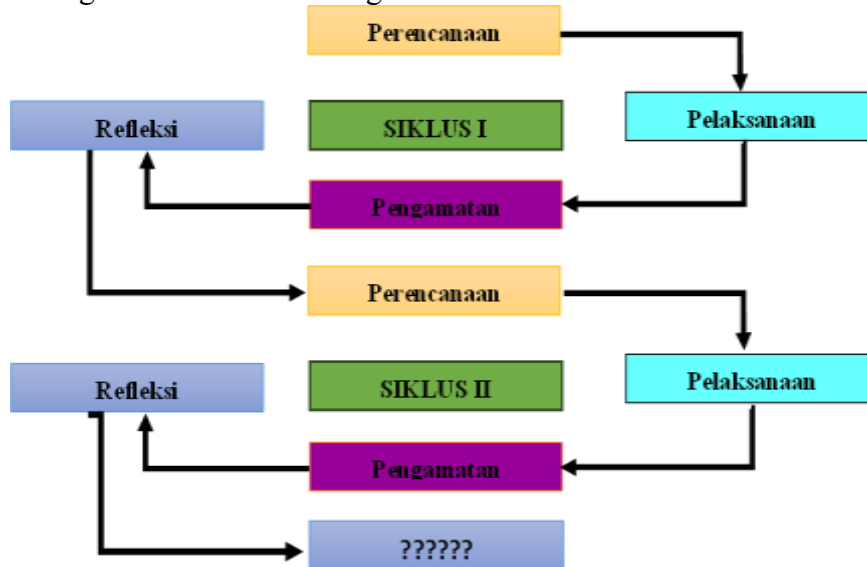 Perencanaan
Refleksi
SIKLUS I
Pelaksanaan
Pengamatan
Perencanaan
Refleksi
SIKLUS II
Pelaksanaan
Pengamatan
??????